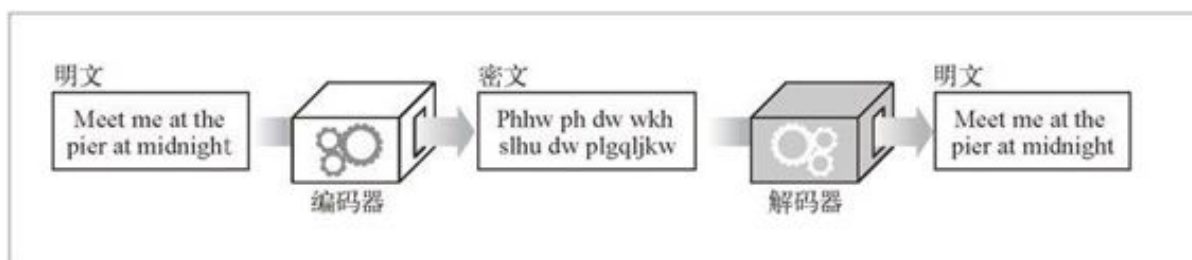 明文
Meet me at the
pier at midnight
编码器
密文
Phhw ph dw wkh
slhu dw plgqljkw
解码器
明文
Meet me at the
pier at midnight